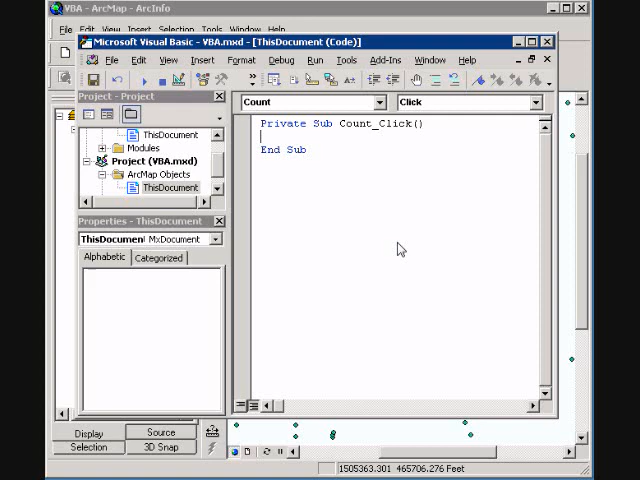 VBA - ArcMap - ArcInfo
File Edit View Insert Selection Tools Window Help
Microsoft Visual Basic - VBA.mxd - [ThisDocument (Code)]
File Edit View Insert Format Debug Run Tools Add-Ins Window Help
Project - Project
ThisDocument
Modules
Project (VBA.mxd)
ArcMap Objects
ThisDocument
Properties - ThisDocument
ThisDocument MxDocument
Alphabetic Categorized
Count Click
Private Sub Count_Click()
End Sub
Display Source
Selection 3D Snap
1505363.301 465706.276 Feet